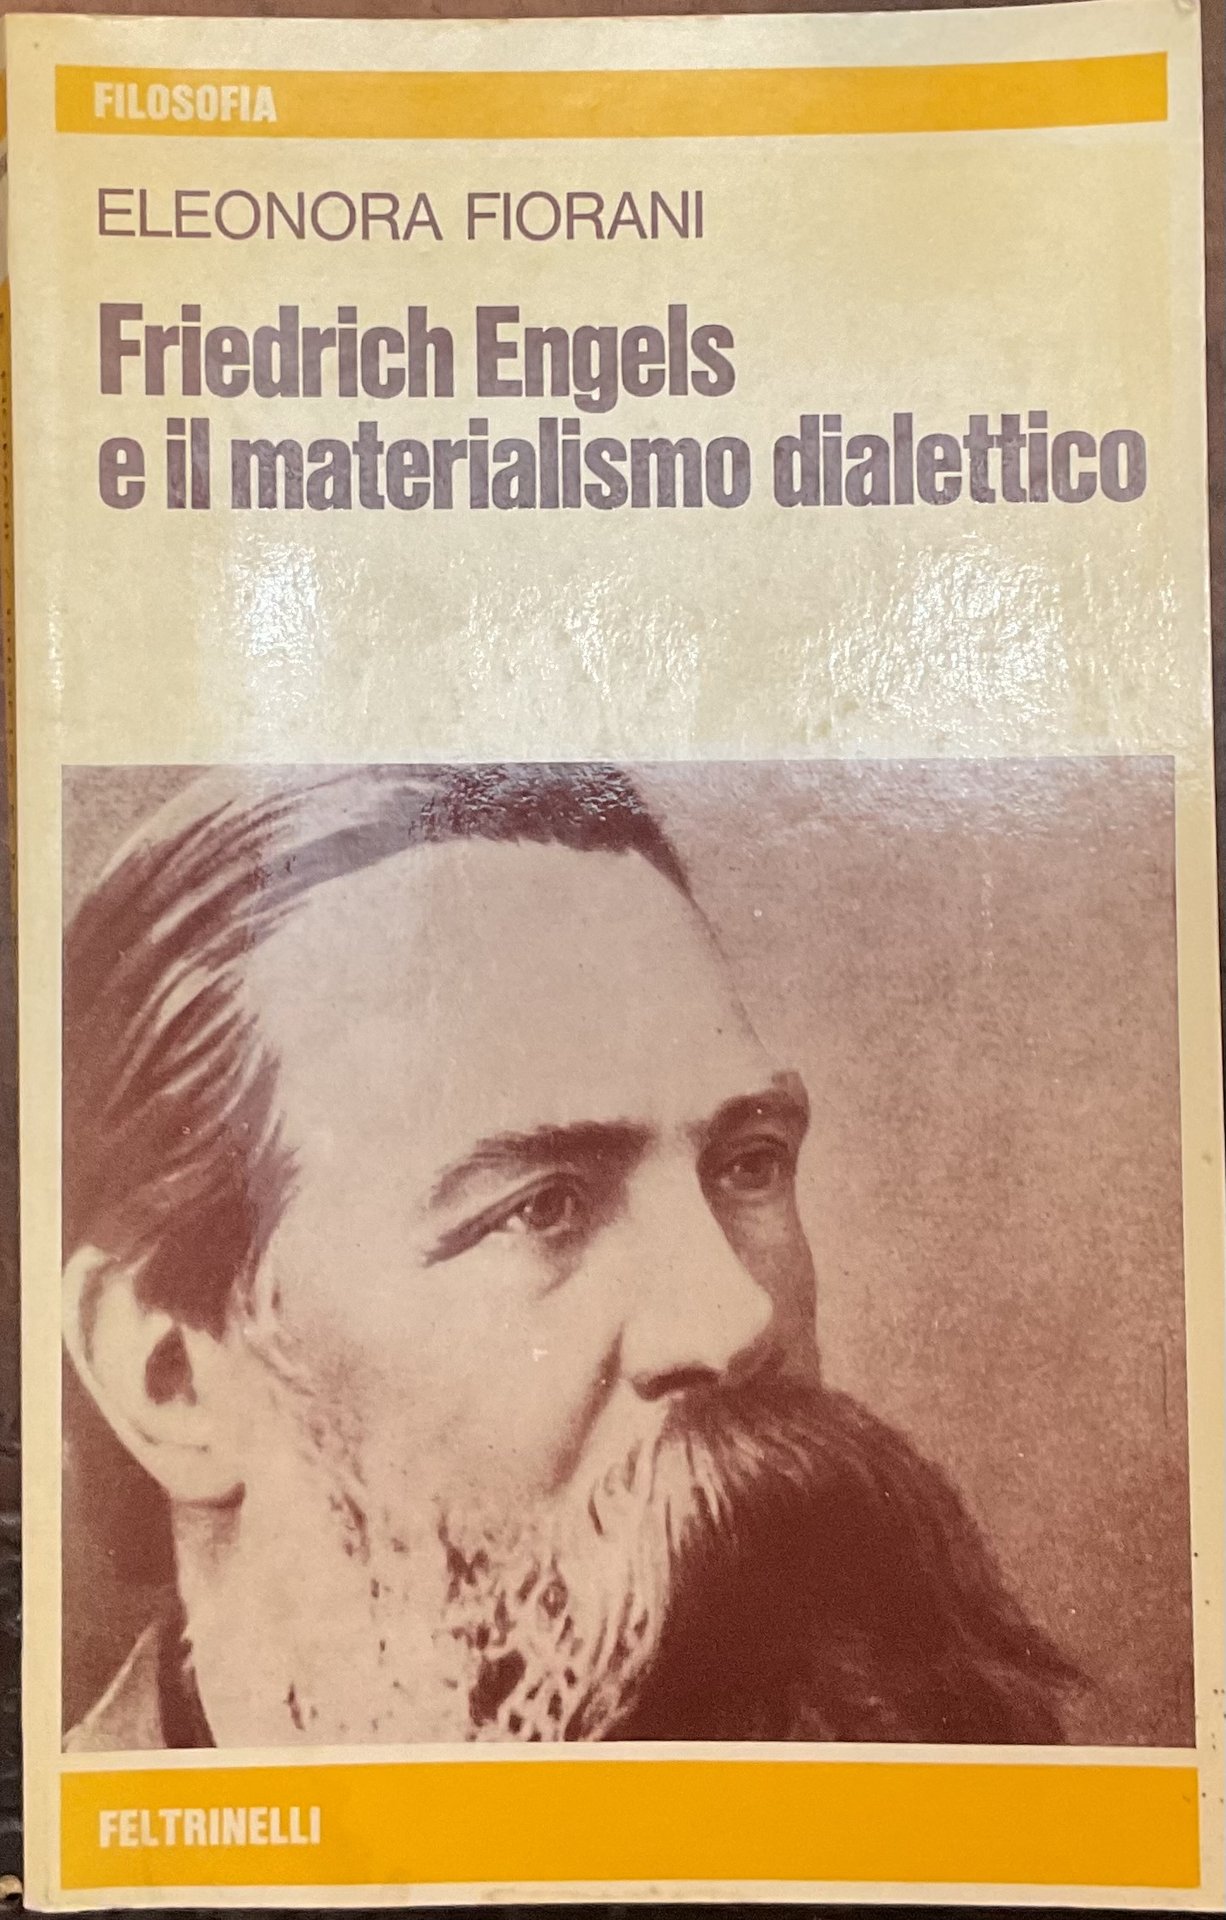 FILOSOFIA
ELEONORA FIORANI
Friedrich Engels
e il materialismo dialettico
FELTRINELLI